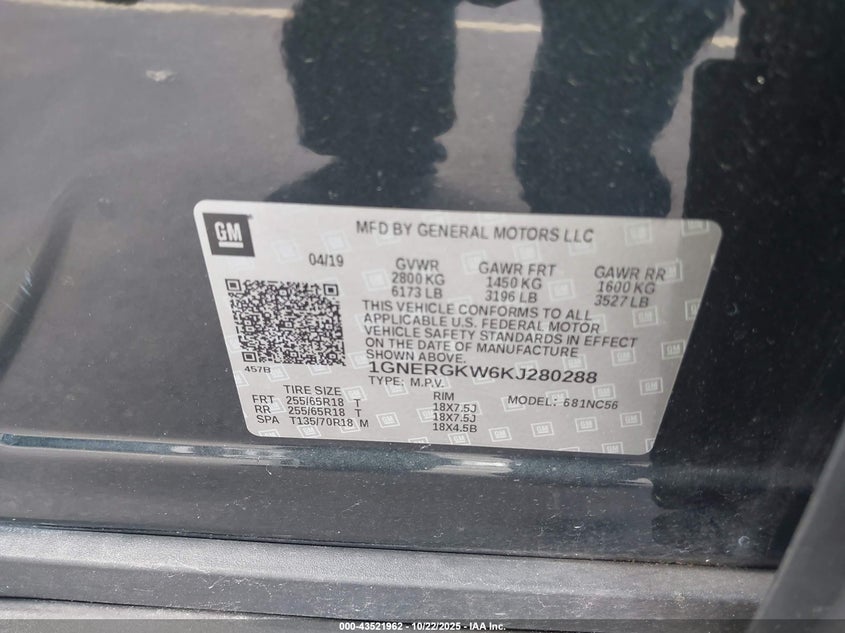 GM
MFD BY GENERAL MOTORS LLC
04/19
GVWR GAWR FRT GAWR RR
2800 KG 1450 KG 1600 KG
6173 LB 3196 LB 3527 LB
THIS VEHICLE CONFORMS TO ALL
APPLICABLE U.S. FEDERAL MOTOR
VEHICLE SAFETY STANDARDS IN EFFECT
ON THE DATE OF MANUFACTURE
SHOWN ABOVE.
457B
1GNERGKW6KJ280288
TYPE: M.P.V. MODEL: 681NC56
TIRE SIZE RIM
FRT 255/65R18 T 18X7.5J
RR 255/65R18 T 18X7.5J
SPA T135/70R18 M 18X4.5B
000-43521962 - 10/22/2025 - IAA Inc.